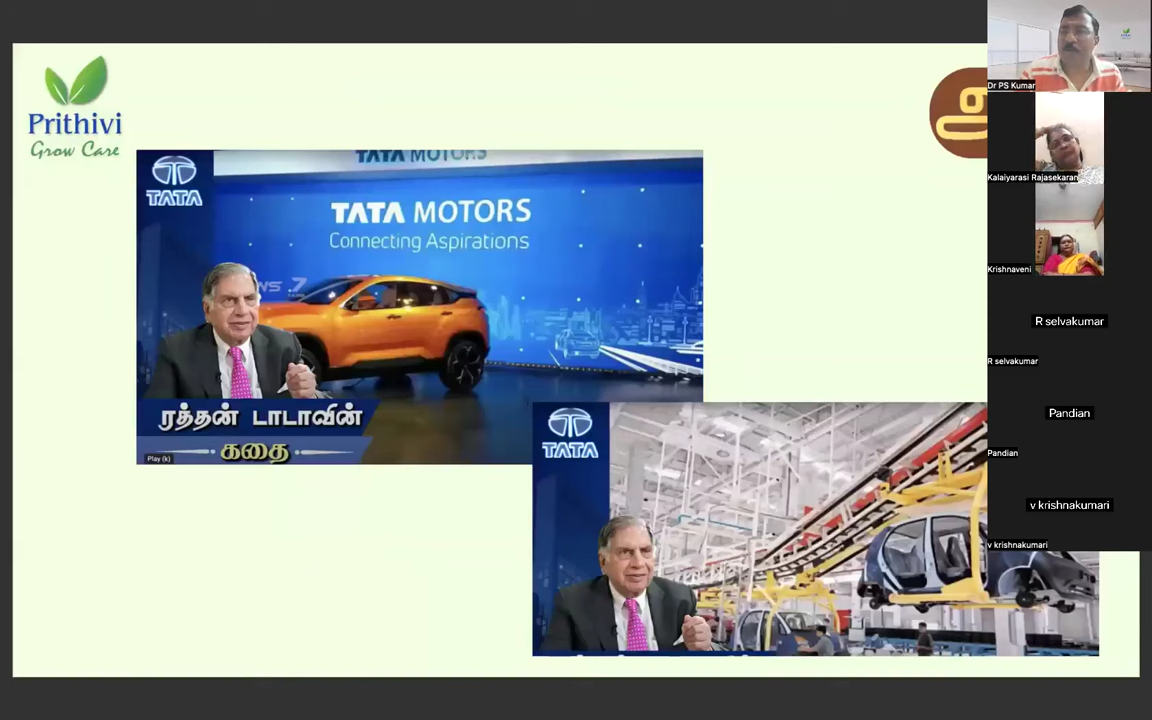 Prithivi
Grow Care
TATA
TATA MOTORS
TATA MOTORS
Connecting Aspirations
ரத்தன் டாடாவின்
கதை
Play (k)
TATA
Dr PS Kumar
Kalaiyarasi Rajasekaran
Krishnaveni
R selvakumar
R selvakumar
Pandian
Pandian
v krishnakumari
v krishnakumari